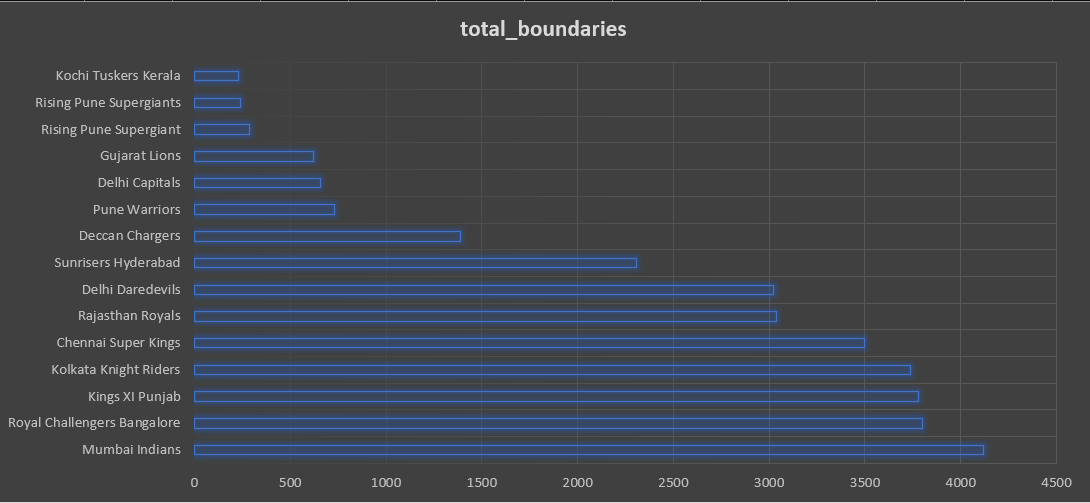 total_boundaries
Kochi Tuskers Kerala
Rising Pune Supergiants
Rising Pune Supergiant
Gujarat Lions
Delhi Capitals
Pune Warriors
Deccan Chargers
Sunrisers Hyderabad
Delhi Daredevils
Rajasthan Royals
Chennai Super Kings
Kolkata Knight Riders
Kings XI Punjab
Royal Challengers Bangalore
Mumbai Indians
0 500 1000 1500 2000 2500 3000 3500 4000 4500